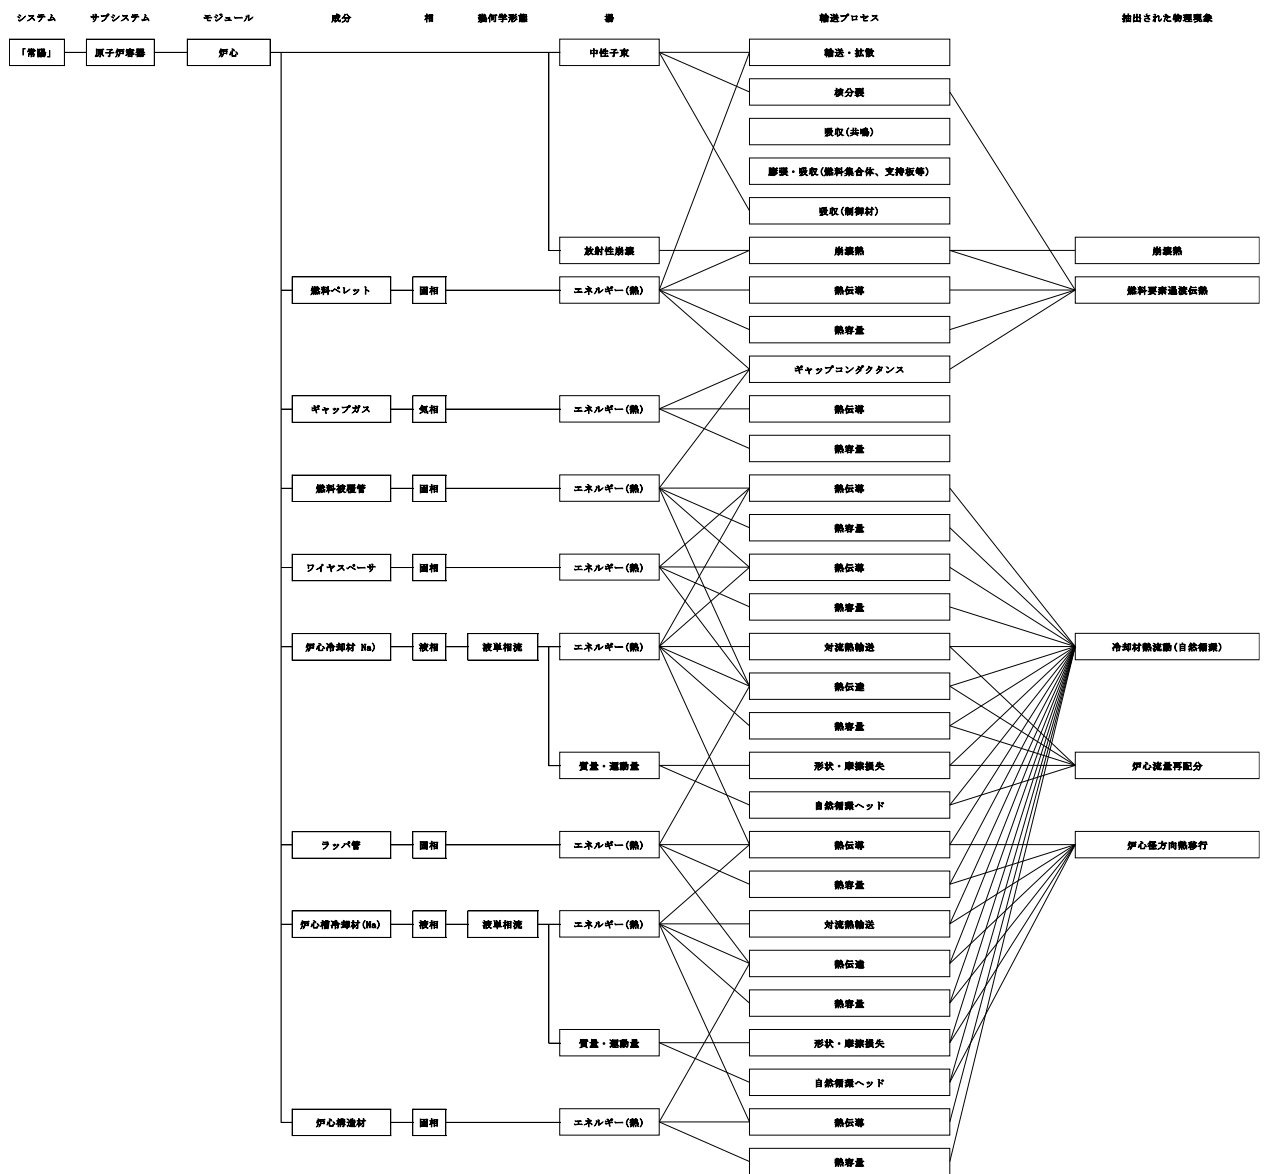 システム サブシステム モジュール 成分 相 幾何学形態 場 輸送プロセス 抽出された物理現象
「常陽」 原子炉容器 炉心 中性子束 輸送・拡散
核分裂
吸収(共鳴)
膨張・吸収(燃料集合体、支持板等)
吸収(制御材)
放射性崩壊 崩壊熱 崩壊熱
燃料ペレット 固相 エネルギー(熱) 熱伝導 燃料要素過渡伝熱
熱容量
ギャップコンダクタンス
ギャップガス 気相 エネルギー(熱) 熱伝導
熱容量
燃料被覆管 固相 エネルギー(熱) 熱伝導
熱容量
ワイヤスペーサ 固相 エネルギー(熱) 熱伝導
熱容量
炉心冷却材 Na) 液相 液単相流 エネルギー(熱) 対流熱輸送 冷却材熱流動(自然循環)
熱伝達
熱容量
質量・運動量 形状・摩擦損失 炉心流量再配分
自然循環ヘッド
ラッパ管 固相 エネルギー(熱) 熱伝導 炉心径方向熱移行
熱容量
炉心槽冷却材(Na) 液相 液単相流 エネルギー(熱) 対流熱輸送
熱伝達
熱容量
質量・運動量 形状・摩擦損失
自然循環ヘッド
炉心構造材 固相 エネルギー(熱) 熱伝導
熱容量